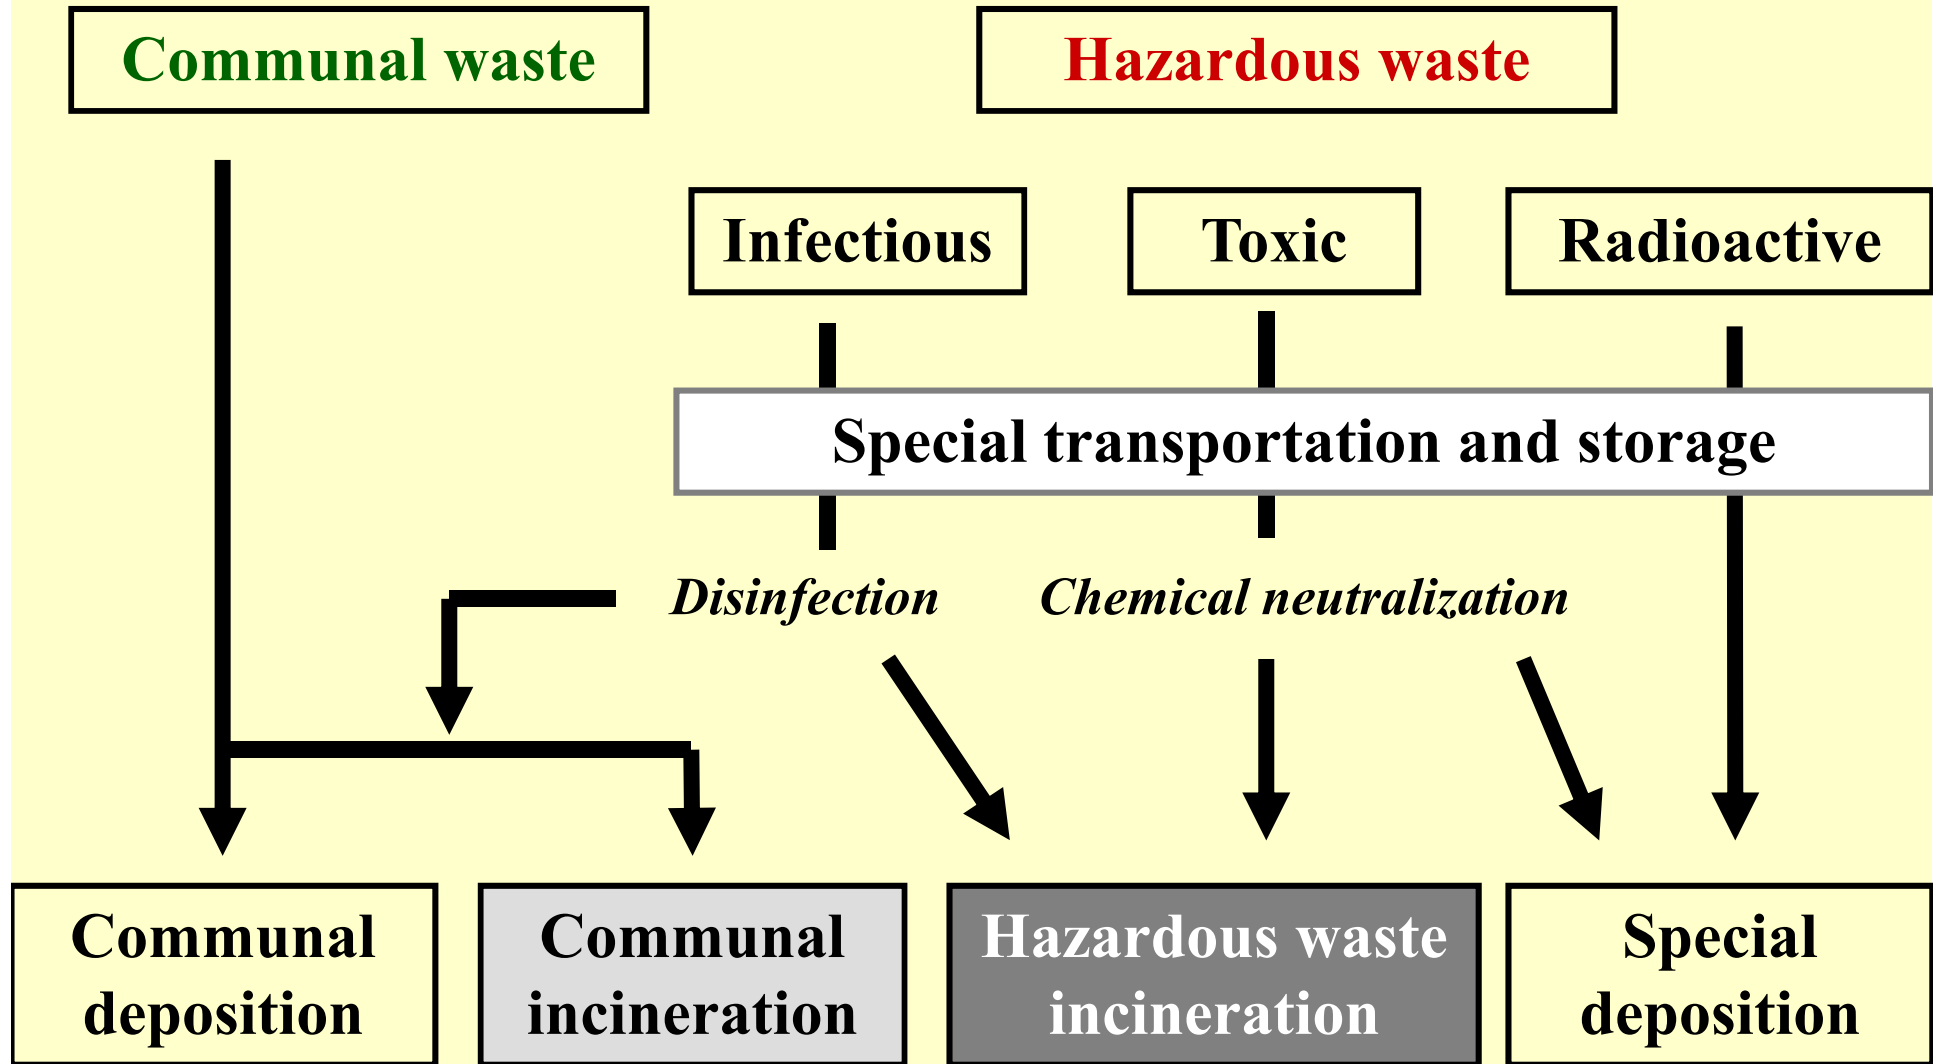 Communal waste
Hazardous waste
Infectious
Toxic
Radioactive
Special transportation and storage
Disinfection
Chemical neutralization
Communal
deposition
Communal
incineration
Hazardous waste
incineration
Special
deposition